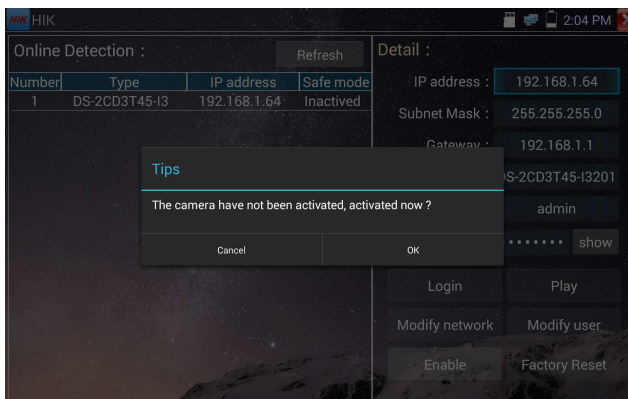 HIK HIK 2:04 PM
Online Detection :
Refresh
Number Type IP address Safe mode
1 DS-2CD3T45-I3 192.168.1.64 Inactived
Detail :
IP address : 192.168.1.64
Subnet Mask : 255.255.255.0
Gateway : 192.168.1.1
DS-2CD3T45-I3201
admin
show
Tips
The camera have not been activated, activated now ?
Cancel OK
Login Play
Modify network Modify user
Enable Factory Reset